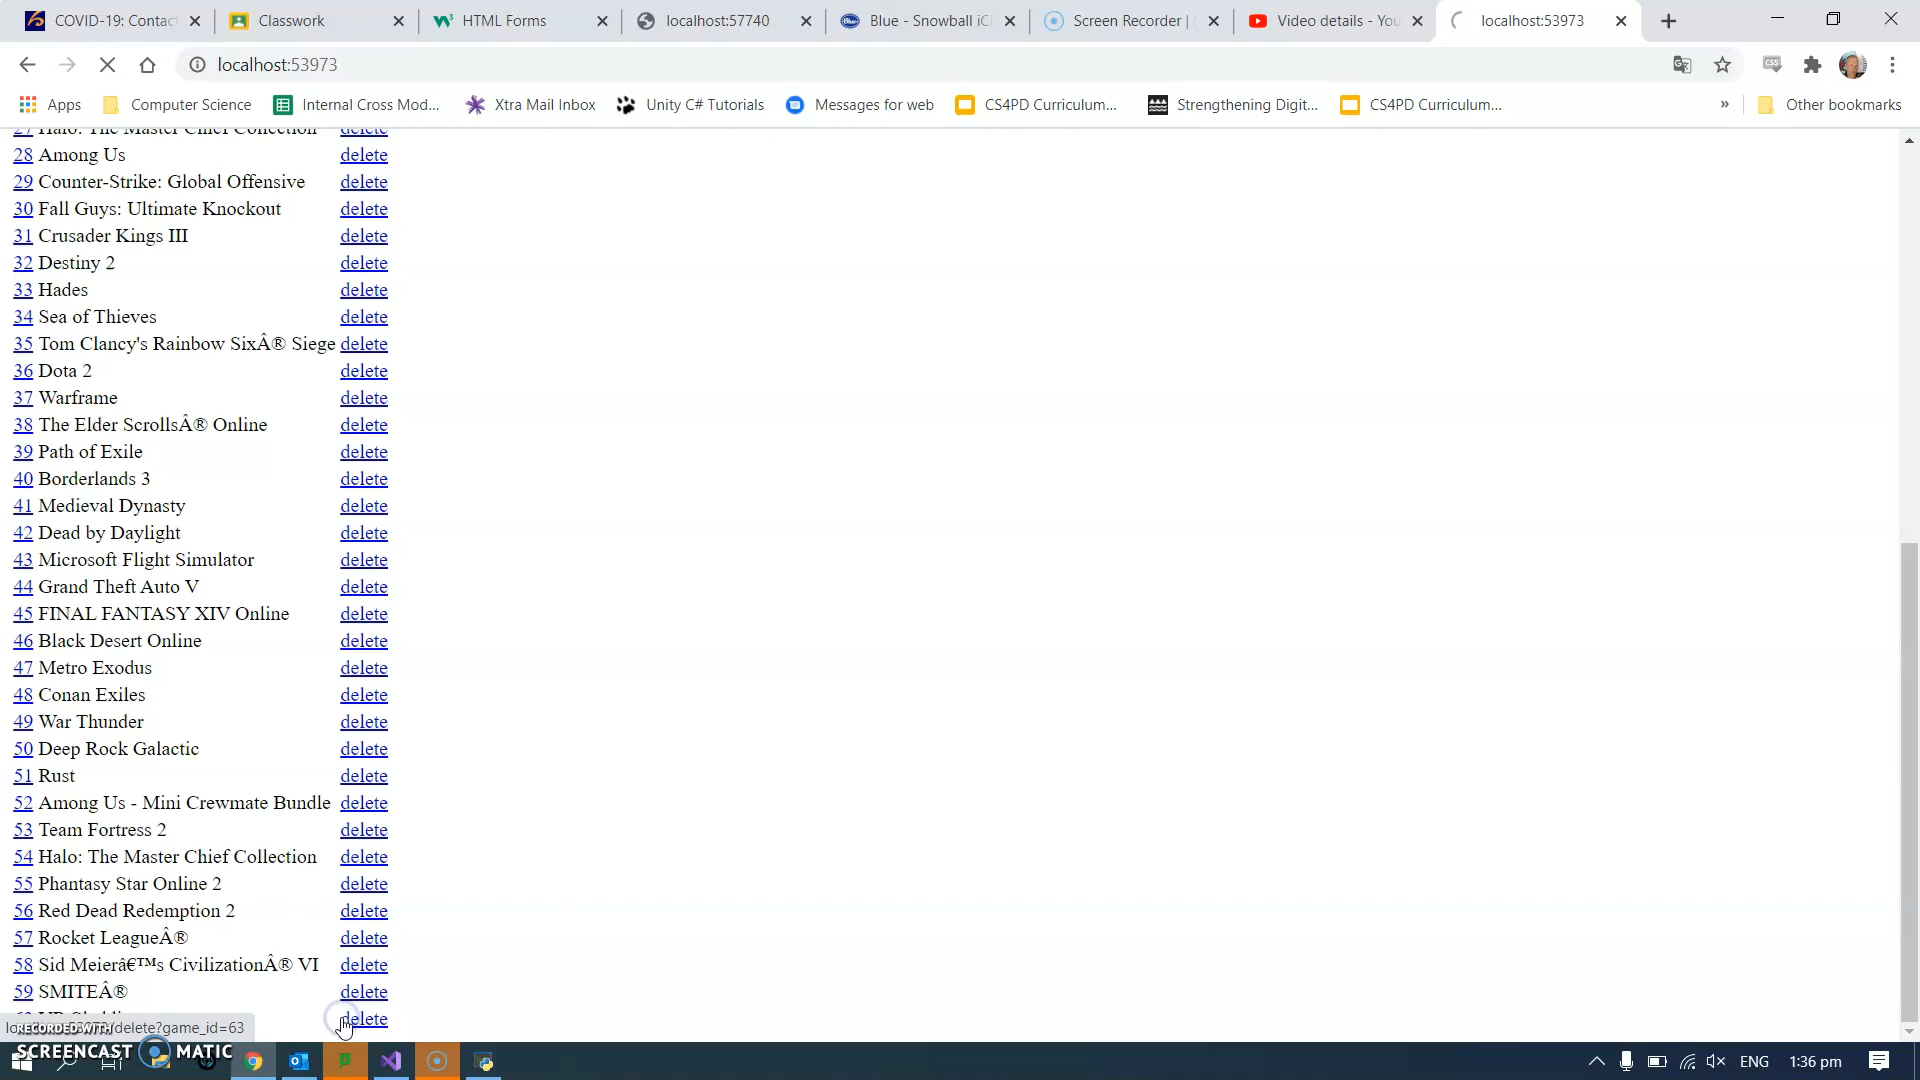 COVID-19: Contac
Classwork
HTML Forms
localhost:57740
Blue - Snowball iC
Screen Recorder |
Video details - You
localhost:53973
localhost:53973
Apps
Computer Science
Internal Cross Mod...
Xtra Mail Inbox
Unity C# Tutorials
Messages for web
CS4PD Curriculum...
Strengthening Digit...
CS4PD Curriculum...
»
Other bookmarks
27 Halo: The Master Chief Collection delete
28 Among Us delete
29 Counter-Strike: Global Offensive delete
30 Fall Guys: Ultimate Knockout delete
31 Crusader Kings III delete
32 Destiny 2 delete
33 Hades delete
34 Sea of Thieves delete
35 Tom Clancy's Rainbow SixÂ® Siege delete
36 Dota 2 delete
37 Warframe delete
38 The Elder ScrollsÂ® Online delete
39 Path of Exile delete
40 Borderlands 3 delete
41 Medieval Dynasty delete
42 Dead by Daylight delete
43 Microsoft Flight Simulator delete
44 Grand Theft Auto V delete
45 FINAL FANTASY XIV Online delete
46 Black Desert Online delete
47 Metro Exodus delete
48 Conan Exiles delete
49 War Thunder delete
50 Deep Rock Galactic delete
51 Rust delete
52 Among Us - Mini Crewmate Bundle delete
53 Team Fortress 2 delete
54 Halo: The Master Chief Collection delete
55 Phantasy Star Online 2 delete
56 Red Dead Redemption 2 delete
57 Rocket LeagueÂ® delete
58 Sid Meierâ€™s CivilizationÂ® VI delete
59 SMITEÂ® delete
delete
/delete?game_id=63
RECORDED WITH
SCREENCAST MATIC
ENG
1:36 pm